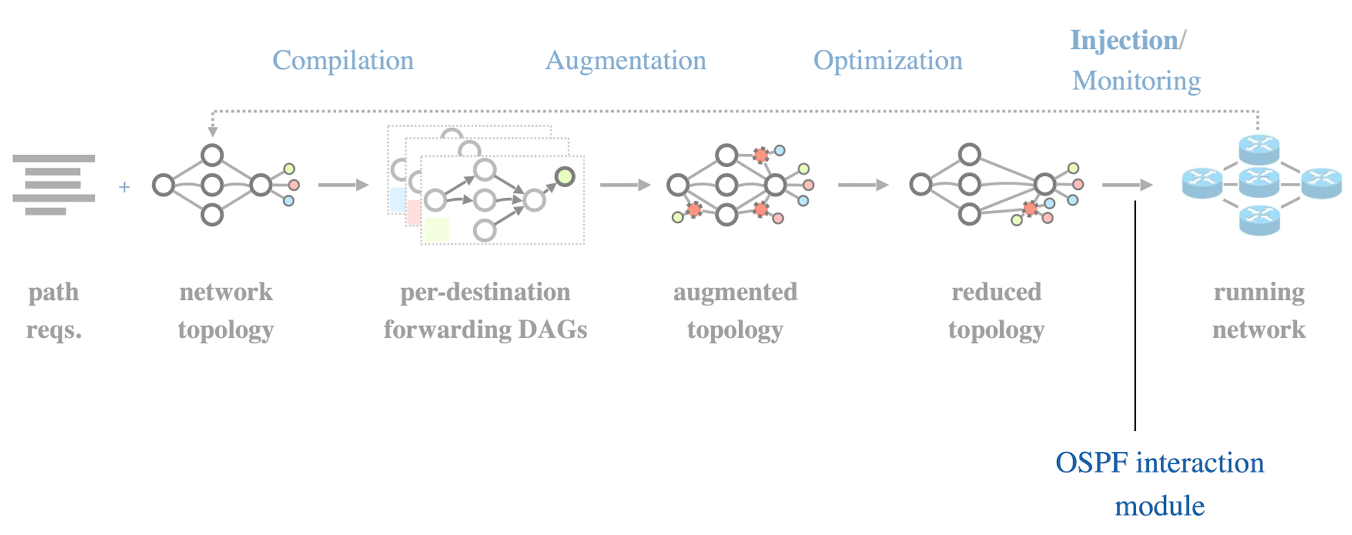 Compilation
Augmentation
Optimization
Injection/
Monitoring
+
path
reqs.
network
topology
per-destination
forwarding DAGs
augmented
topology
reduced
topology
running
network
OSPF interaction
module